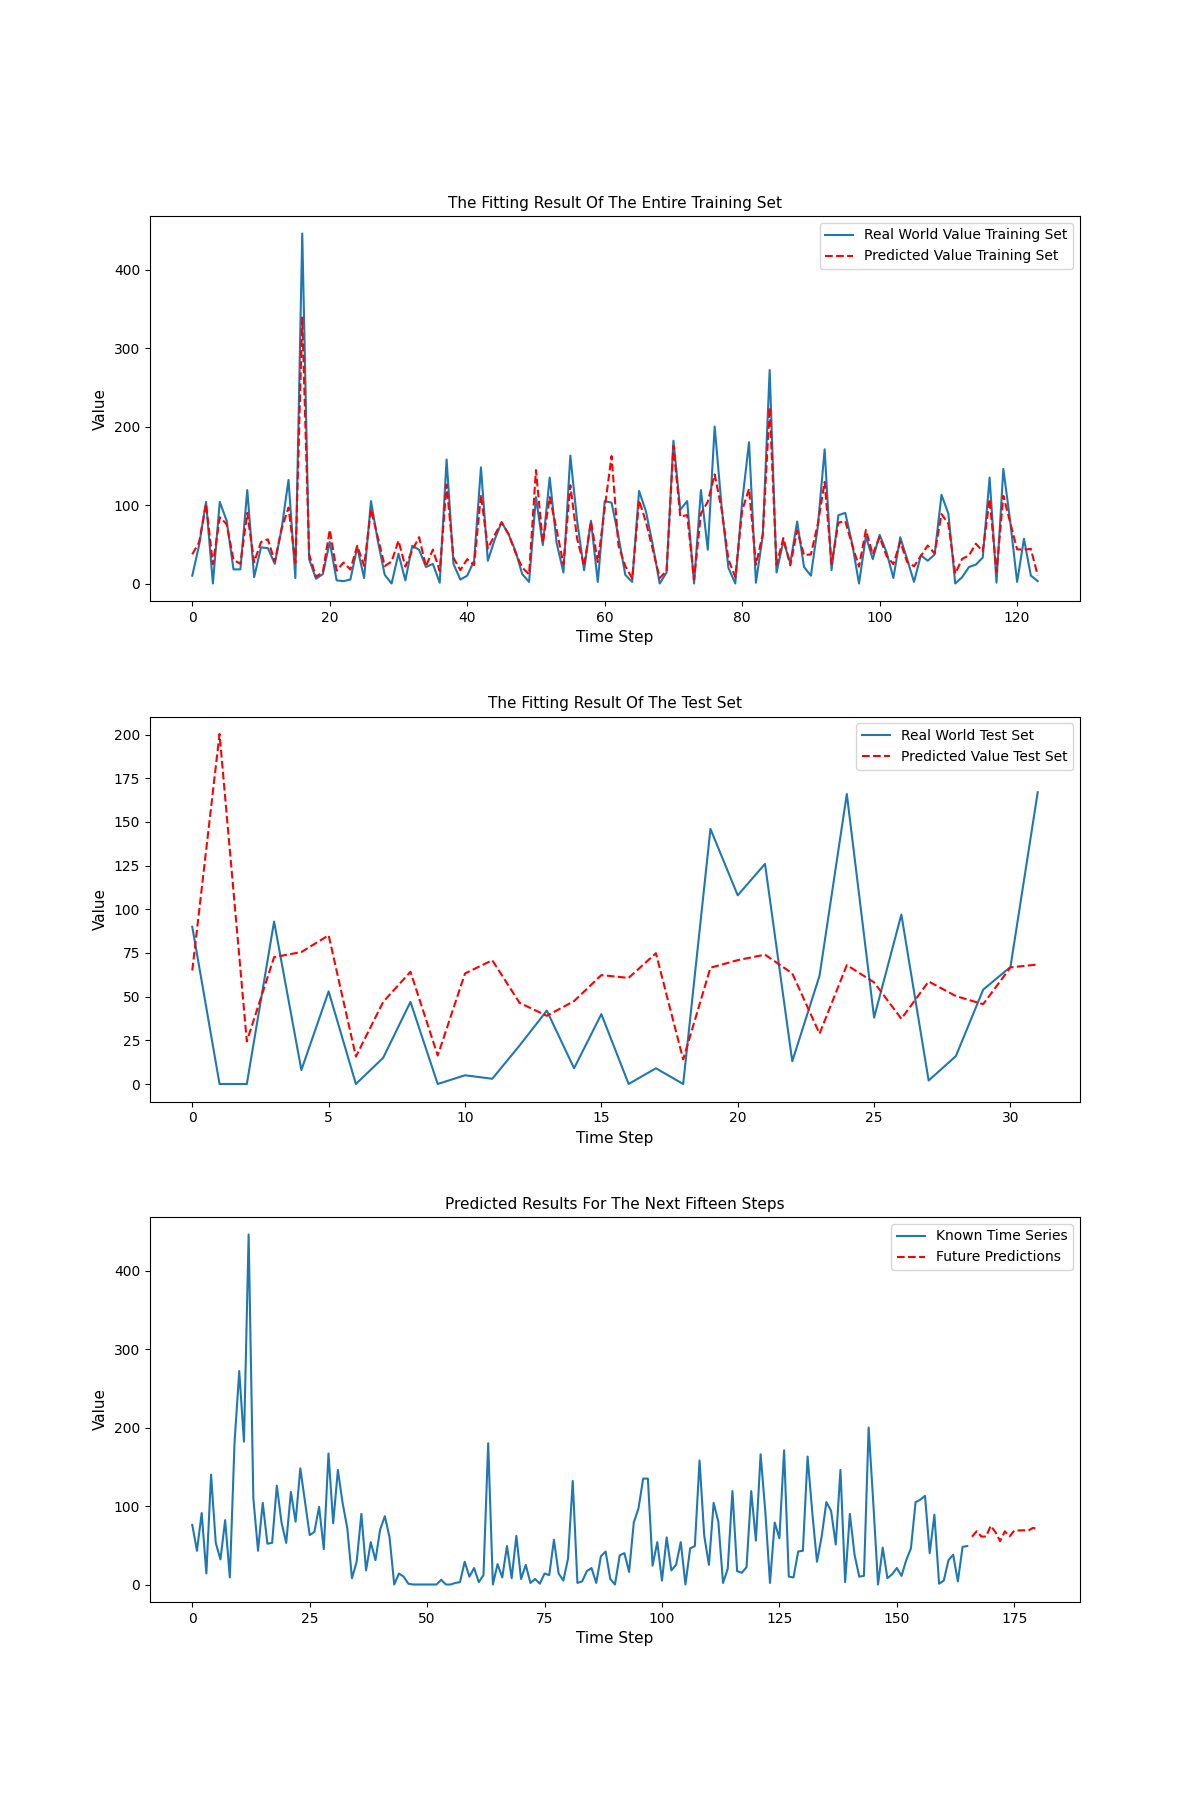 The Fitting Result Of The Entire Training Set
Real World Value Training Set
Predicted Value Training Set
Value
400
300
200
100
0
0 20 40 60 80 100 120
Time Step
The Fitting Result Of The Test Set
Real World Test Set
Predicted Value Test Set
Value
200
175
150
125
100
75
50
25
0
0 5 10 15 20 25 30
Time Step
Predicted Results For The Next Fifteen Steps
Known Time Series
Future Predictions
Value
400
300
200
100
0
0 25 50 75 100 125 150 175
Time Step